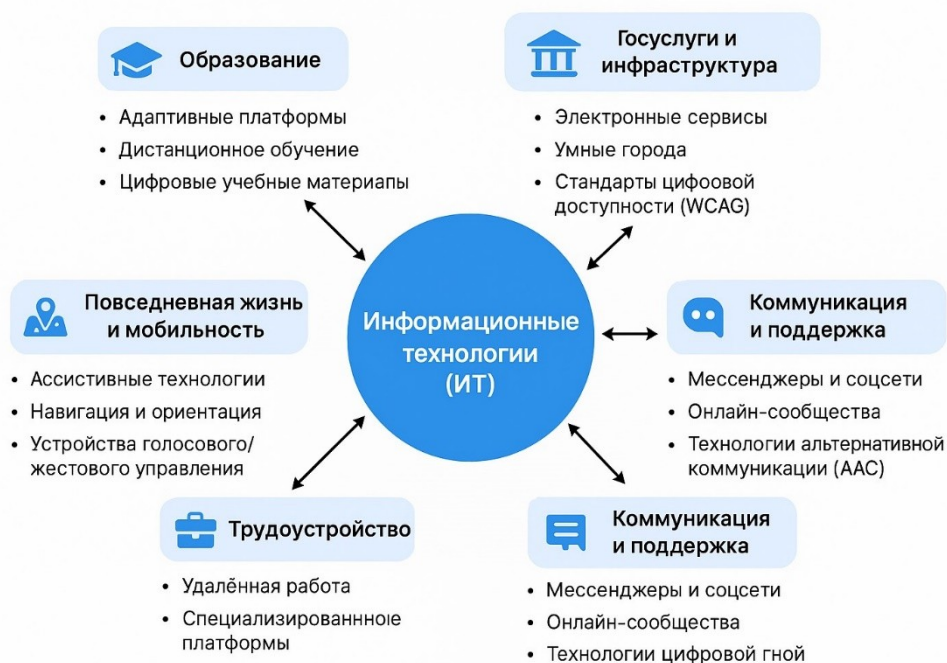 Образование
• Адаптивные платформы
• Дистанционное обучение
• Цифровые учебные материапы
Госуслуги и
инфраструктура
• Электронные сервисы
• Умные города
• Стандарты цифоовой
доступности (WCAG)
Повседневная жизнь
и мобильность
• Ассистивные технологии
• Навигация и ориентация
• Устройства голосового/
жестового управления
Информационные
технологии
(ИТ)
Коммуникация
и поддержка
• Мессенджеры и соцсети
• Онлайн-сообщества
• Технологии альтернативной
коммуникации (AAC)
Трудоустройство
• Удалённая работа
• Специализированнное
платформы
Коммуникация
и поддержка
• Мессенджеры и соцсети
• Онлайн-сообщества
• Технологии цифровой гной